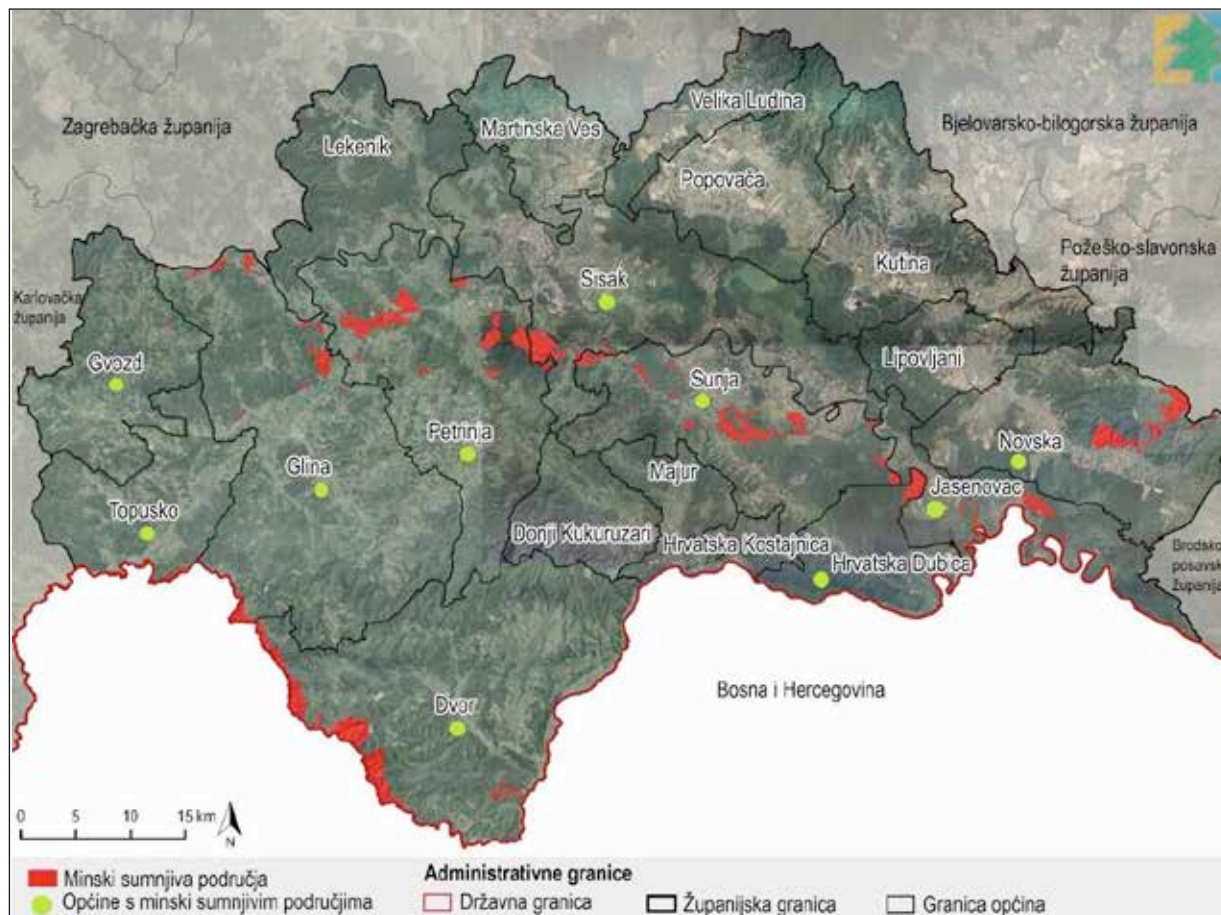 Velika Ludina
Zagrebačka županija
Martinska Ves
Bjelovarsko-bilogorska županija
Lekenik
Popovača
Požeško-slavonska
županija
Kutina
Sisak
Karlovačka
županija
Gvozd
Lipovljani
Sunja
Petrinja
Novska
Glina
Majur
Jasenovac
Topusko
Donji Kukuruzari
Hrvatska Kostajnica
Hrvatska Dubica
Brodsko
posavska
županija
Bosna i Hercegovina
Dvor
0 5 10 15 km
N
Minski sumnjiva područja
Općine s minski sumnjivim područjima
Administrativne granice
Državna granica
Županijska granica
Granica općina